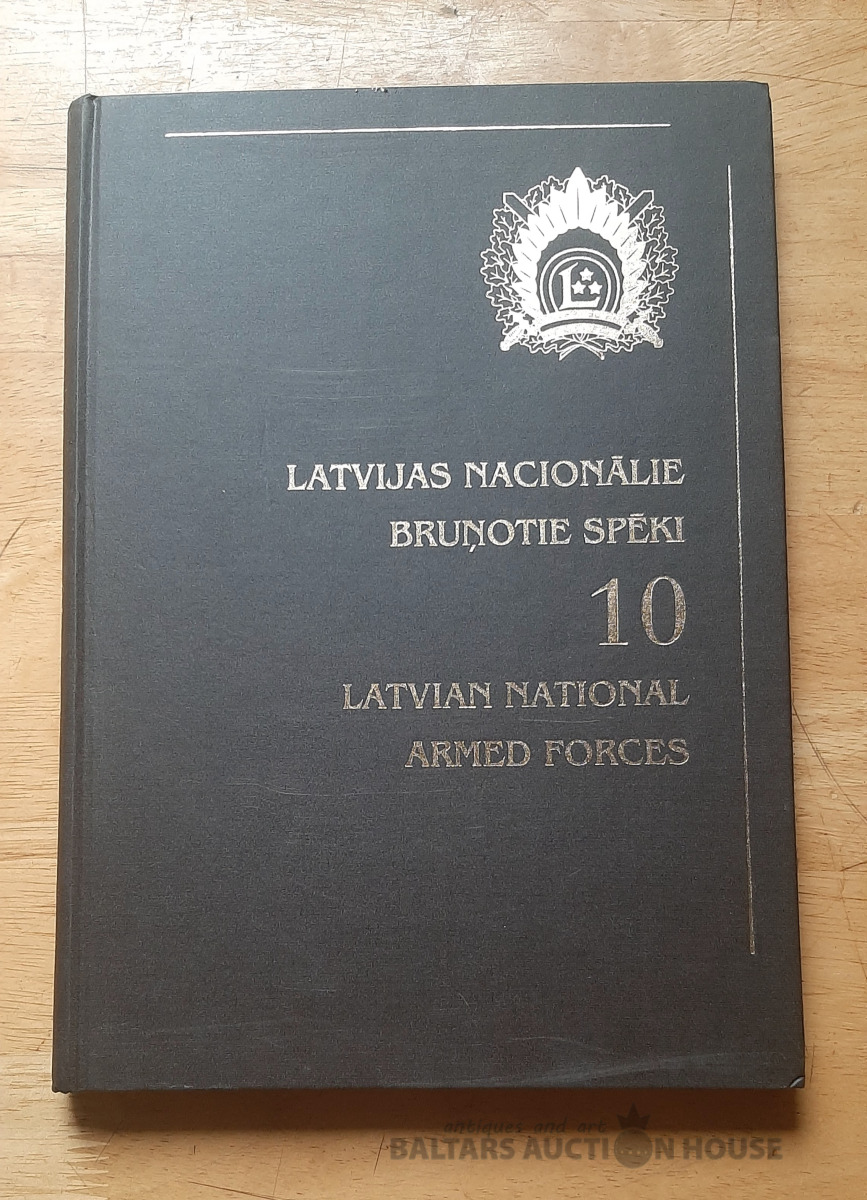 L
LATVIJAS NACIONĀLIE
BRUŅOTIE SPĒKI
10
LATVIAN NATIONAL
ARMED FORCES
antiques and art
BALTARS AUCTION HOUSE